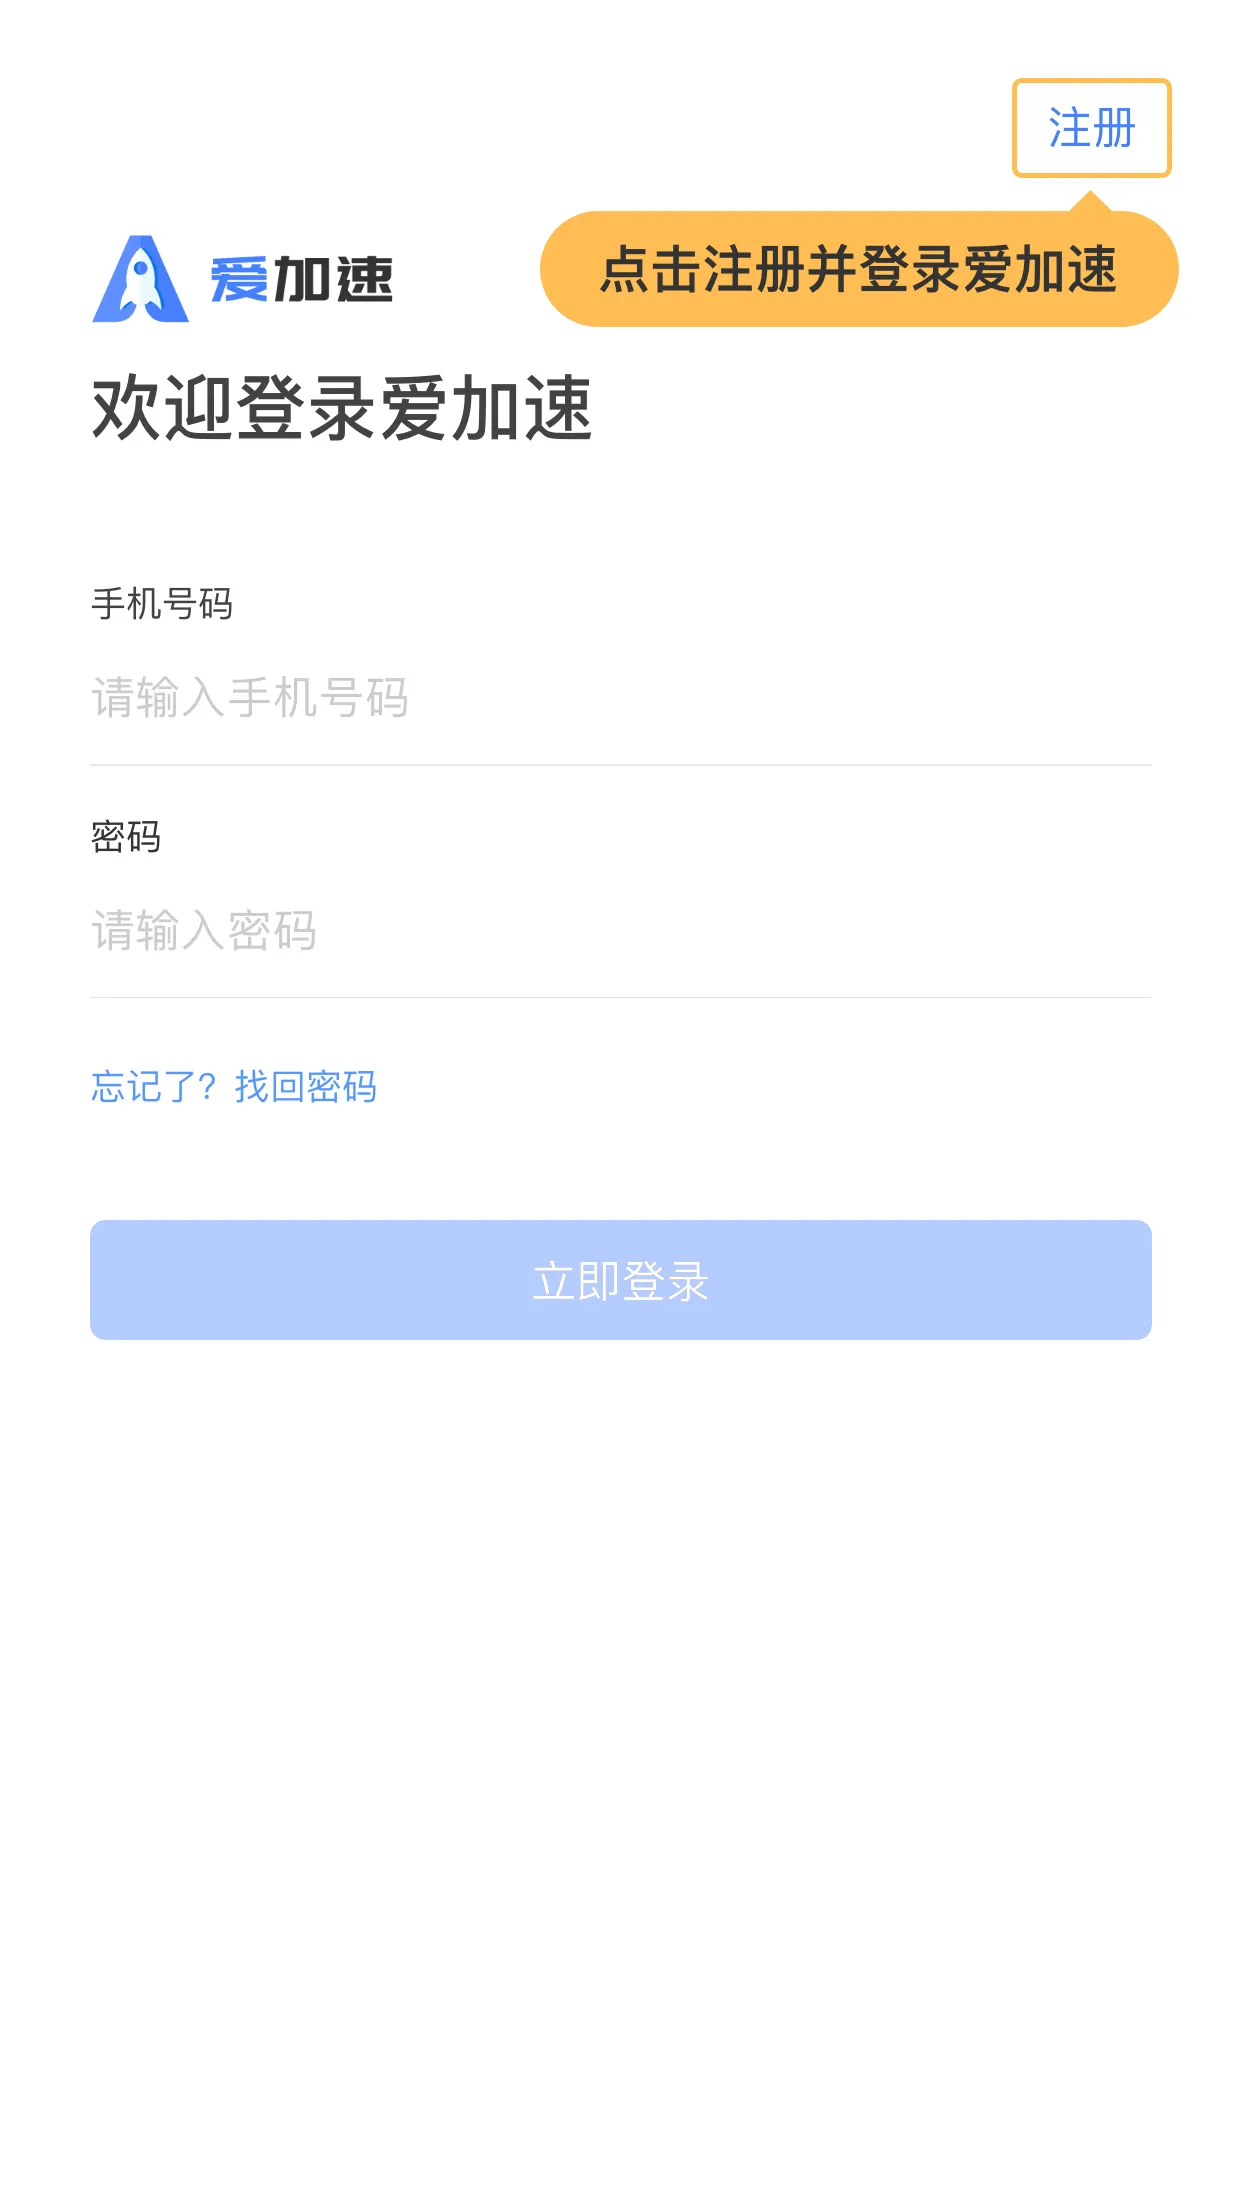 注册
点击注册并登录爱加速
爱加速
欢迎登录爱加速
手机号码
请输入手机号码
密码
请输入密码
忘记了？找回密码
立即登录